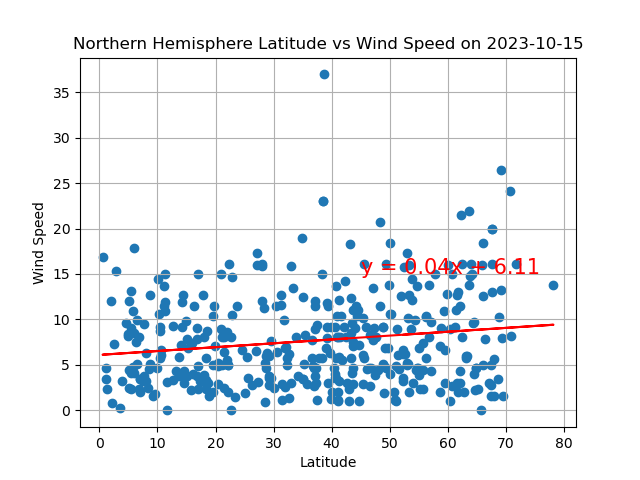 Northern Hemisphere Latitude vs Wind Speed on 2023-10-15
35
30
25
20
15
10
5
0
Wind Speed
y = 0.04x + 6.11
0 10 20 30 40 50 60 70 80
Latitude